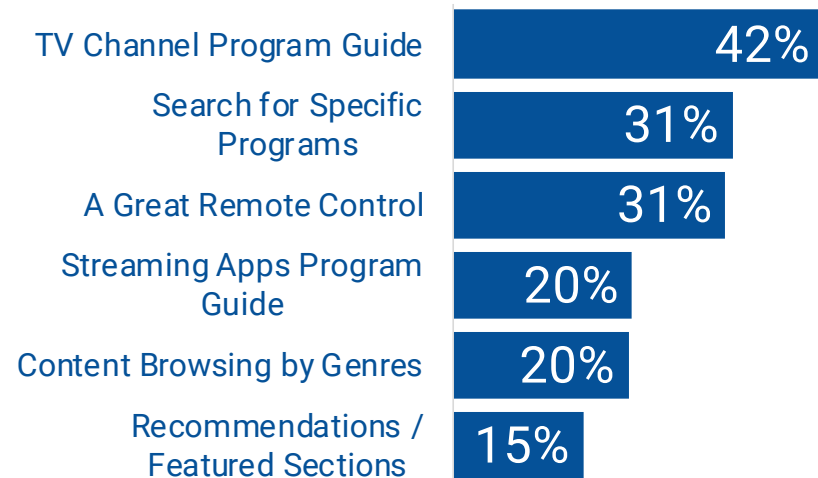 TV Channel Program Guide
42%
Search for Specific
Programs
31%
A Great Remote Control
31%
Streaming Apps Program
Guide
20%
Content Browsing by Genres
20%
Recommendations /
Featured Sections
15%